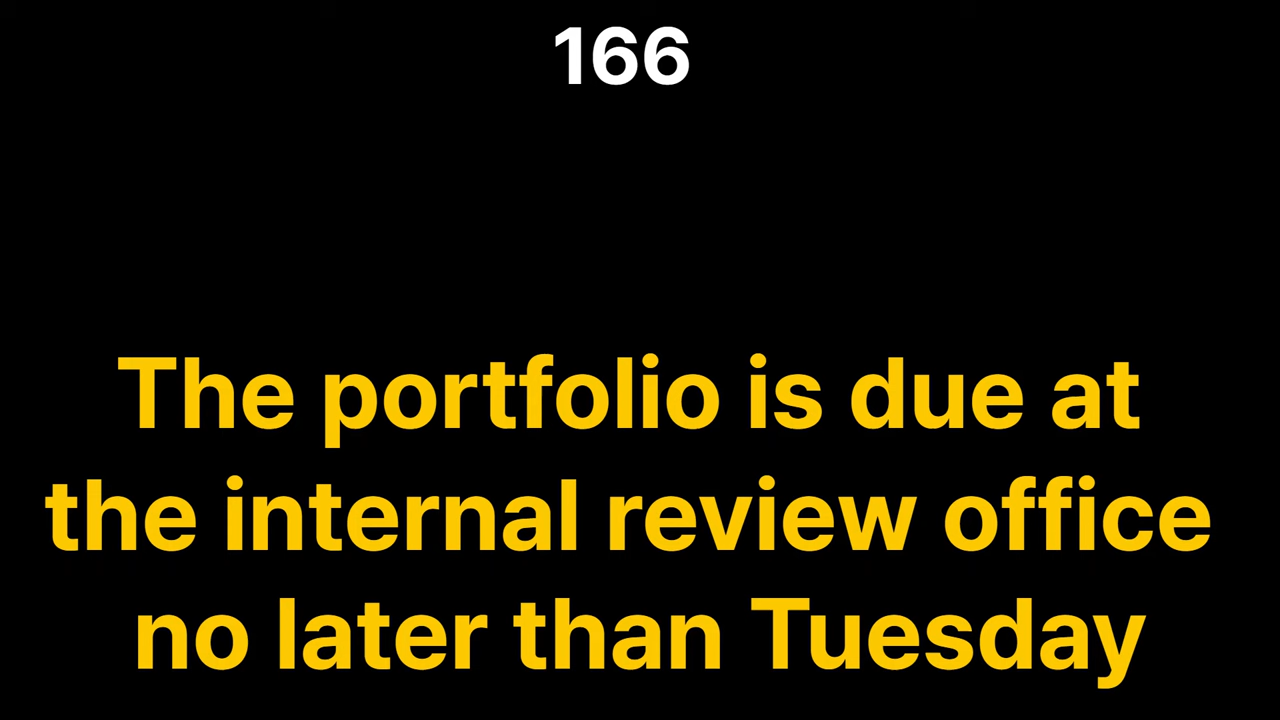 166
The portfolio is due at
the internal review office
no later than Tuesday